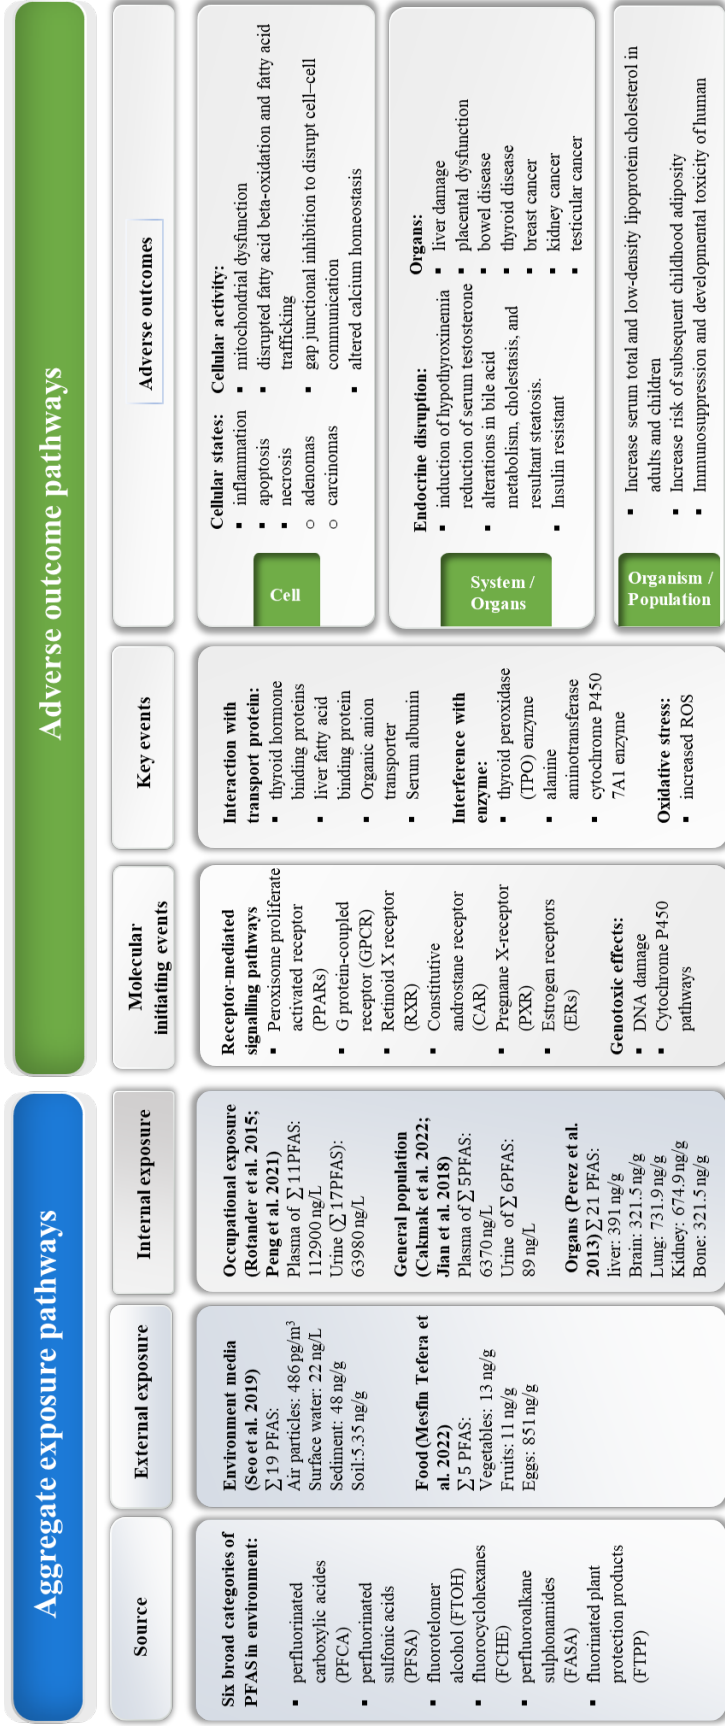 Aggregate exposure pathways
Adverse outcome pathways
Source
External exposure
Internal exposure
Molecular
initiating events
Key events
Adverse outcomes
Six broad categories of
PFAS in environment:
▪ perfluorinated
carboxylic acides
(PFCA)
▪ perfluorinated
sulfonic acids
(PFSA)
▪ fluorotelomer
alcohol (FTOH)
▪ fluorocyclohexanes
(FCHE)
▪ perfluoroalkane
sulphonamides
(FASA)
▪ fluorinated plant
protection products
(FTPP)
Environment media
(Seo et al. 2019)
∑19 PFAS:
Air particles: 486 pg/m³
Surface water: 22 ng/L
Sediment: 48 ng/g
Soil:5.35 ng/g
Food(Mesfin Tefera et
al. 2022)
∑5 PFAS:
Vegetables: 13 ng/g
Fruits: 11 ng/g
Eggs: 851 ng/g
Occupational exposure
(Rotander et al. 2015;
Peng et al. 2021)
Plasma of ∑11PFAS:
112900 ng/L
Urine (∑17PFAS):
63980 ng/L
General population
(Cakmak et al. 2022;
Jian et al. 2018)
Plasma of ∑5PFAS:
6370 ng/L
Urine of ∑6PFAS:
89 ng/L
Organs (Perez et al.
2013) ∑21 PFAS:
liver: 391 ng/g
Brain: 321.5 ng/g
Lung: 731.9 ng/g
Kidney: 674.9 ng/g
Bone: 321.5 ng/g
Receptor-mediated
signalling pathways
▪ Peroxisome proliferate
activated receptor
(PPARs)
▪ G protein-coupled
receptor (GPCR)
▪ Retinoid X receptor
(RXR)
▪ Constitutive
androstane receptor
(CAR)
▪ Pregnane X-receptor
(PXR)
▪ Estrogen receptors
(ERs)
Genotoxic effects:
▪ DNA damage
▪ Cytochrome P450
pathways
Interaction with
transport protein:
▪ thyroid hormone
binding proteins
▪ liver fatty acid
binding protein
▪ Organic anion
transporter
▪ Serum albumin
Interference with
enzyme:
▪ thyroid peroxidase
(TPO) enzyme
▪ alanine
aminotransferase
▪ cytochrome P450
7A1 enzyme
Oxidative stress:
▪ increased ROS
Cell
Cellular states:
▪ inflammation
▪ apoptosis
▪ necrosis
○ adenomas
○ carcinomas
Cellular activity:
▪ mitochondrial dysfunction
▪ disrupted fatty acid beta-oxidation and fatty acid
trafficking
▪ gap junctional inhibition to disrupt cell–cell
communication
▪ altered calcium homeostasis
System /
Organs
Endocrine disruption:
▪ induction of hypothyroxinemia
reduction of serum testosterone
▪ alterations in bile acid
metabolism, cholestasis, and
resultant steatosis.
▪ Insulin resistant
Organs:
▪ liver damage
▪ placental dysfunction
▪ bowel disease
▪ thyroid disease
▪ breast cancer
▪ kidney cancer
▪ testicular cancer
Organism /
Population
▪ Increase serum total and low-density lipoprotein cholesterol in
adults and children
▪ Increase risk of subsequent childhood adiposity
▪ Immunosuppression and developmental toxicity of human